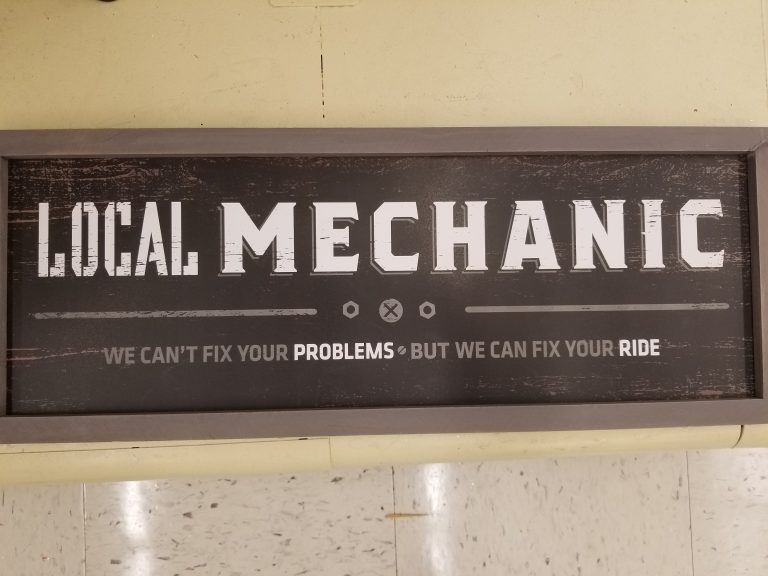 LOCAL MECHANIC
WE CAN'T FIX YOUR PROBLEMS BUT WE CAN FIX YOUR RIDE